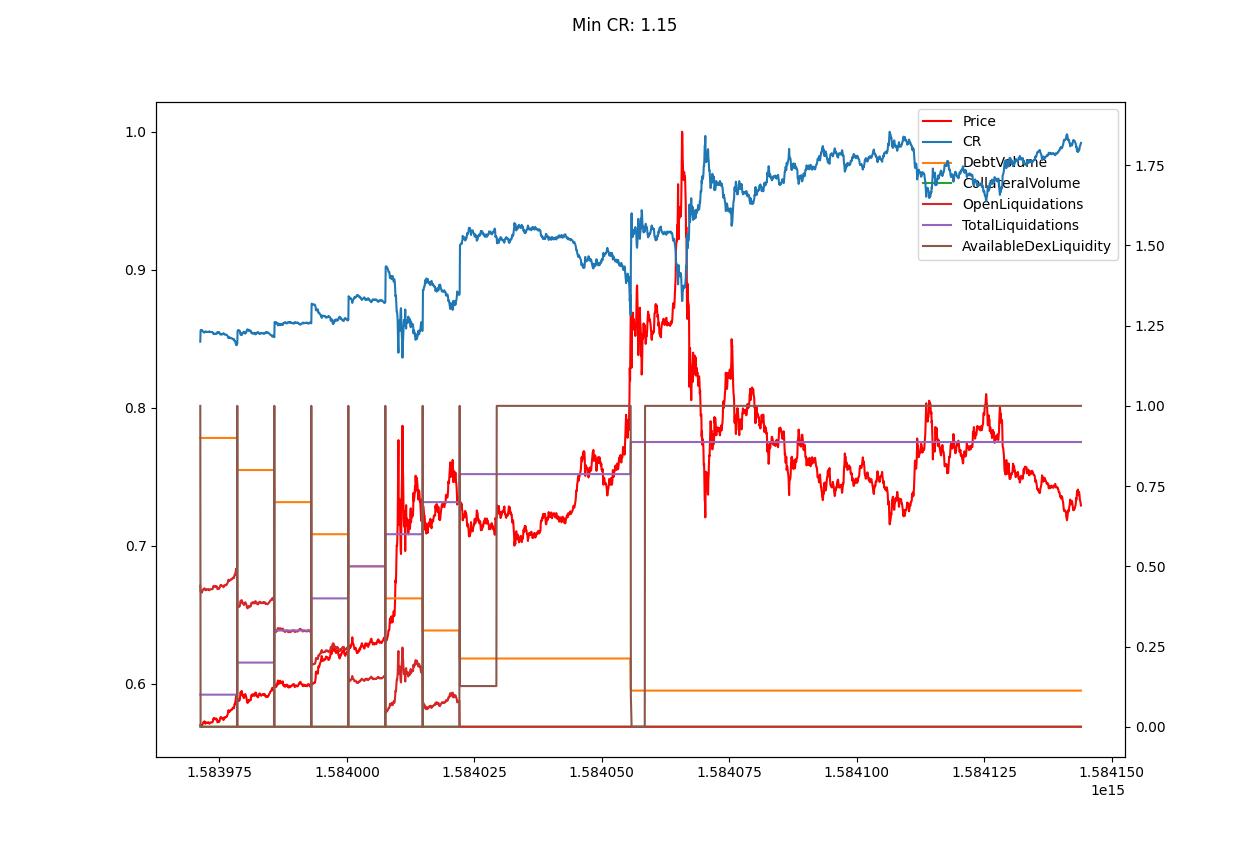 Min CR: 1.15
1.0
0.9
0.8
0.7
0.6
Price
CR
DebtVolume
CollateralVolume
OpenLiquidations
TotalLiquidations
AvailableDexLiquidity
1.75
1.50
1.25
1.00
0.75
0.50
0.25
0.00
1.583975 1.584000 1.584025 1.584050 1.584075 1.584100 1.584125 1.584150
1e15